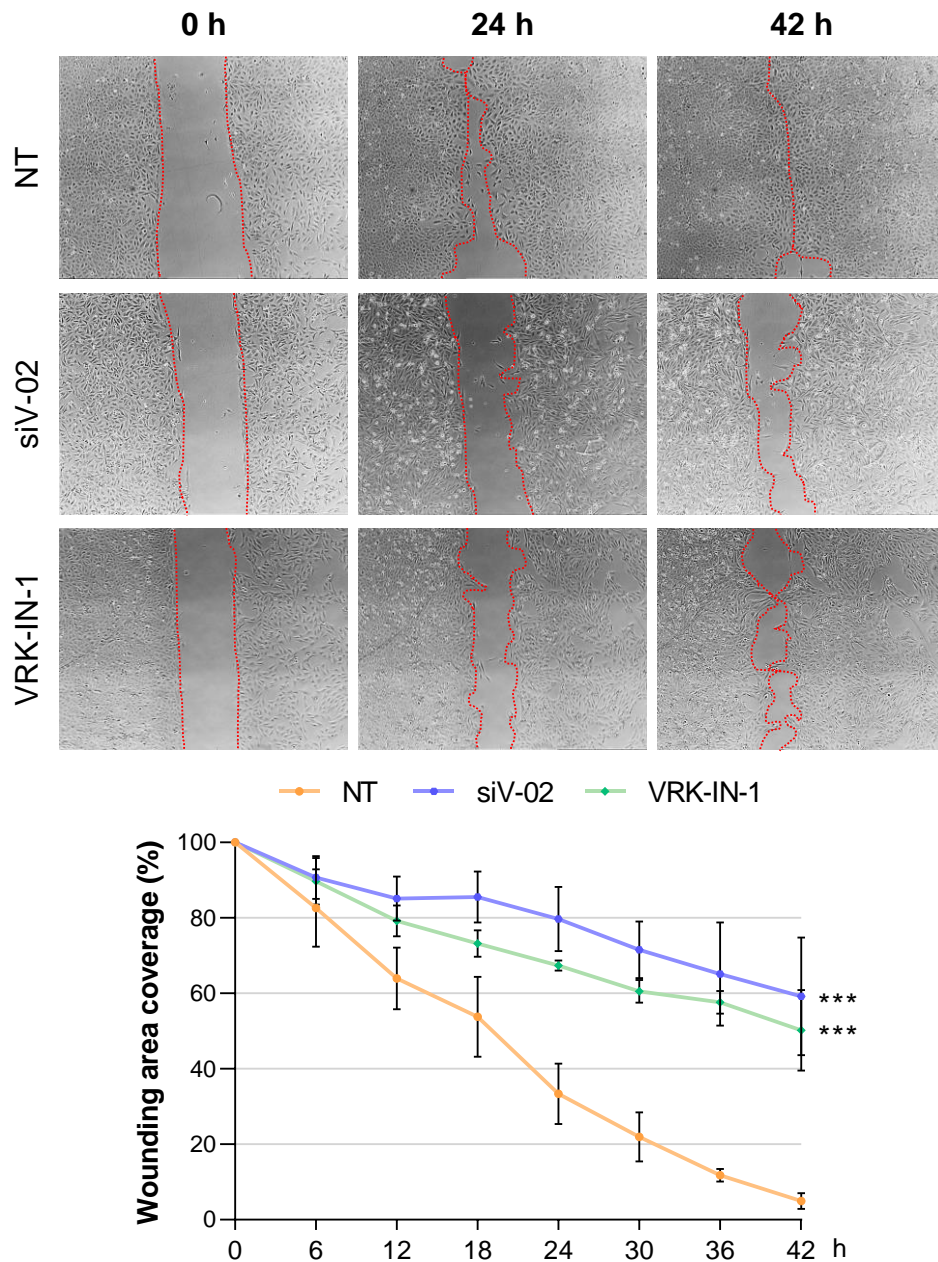 0 h 24 h 42 h
NT
siV-02
VRK-IN-1
NT siV-02 VRK-IN-1
Wounding area coverage (%)
100
80
60
40
20
0
***
***
0 6 12 18 24 30 36 42 h